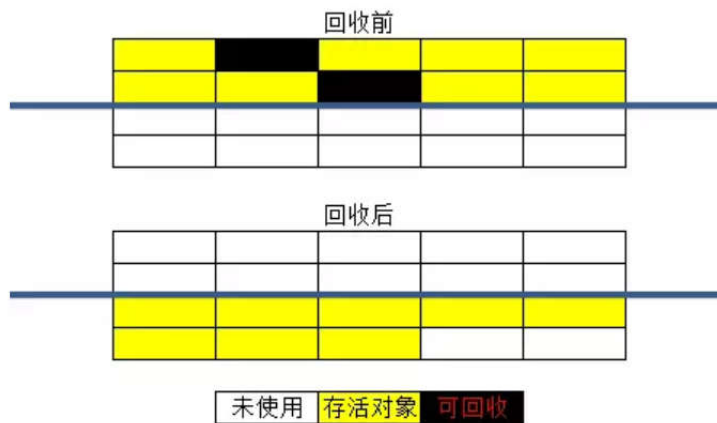 回收前
回收后
未使用 存活对象 可回收